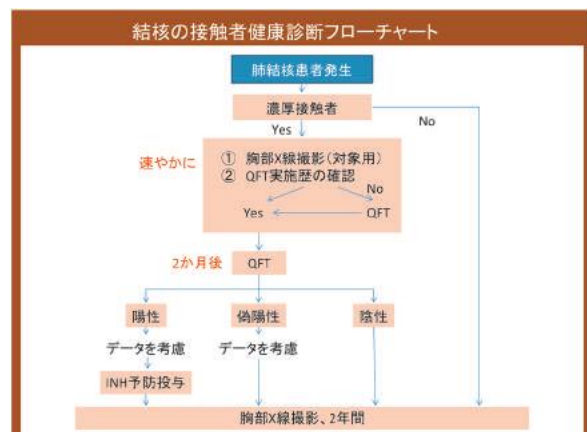 結核の接触者健康診断フローチャート
肺結核患者発生
濃厚接触者
Yes
No
速やかに
① 胸部X線撮影(対象用)
② QFT実施歴の確認
No
Yes
QFT
2か月後
QFT
陽性
偽陽性
陰性
データを考慮
データを考慮
INH予防投与
胸部X線撮影、2年間